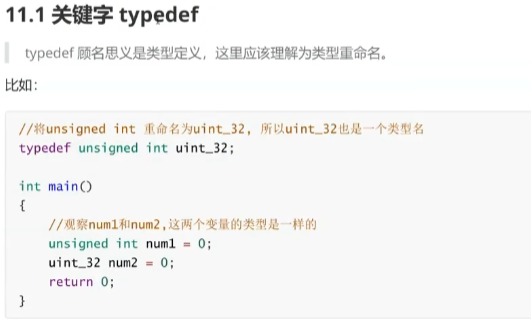 11.1 关键字 typedef
typedef 顾名思义是类型定义，这里应该理解为类型重命名。
比如：
//将unsigned int 重命名为uint_32, 所以uint_32也是一个类型名
typedef unsigned int uint_32;
int main()
{
//观察num1和num2,这两个变量的类型是一样的
unsigned int num1 = 0;
uint_32 num2 = 0;
return 0;
}